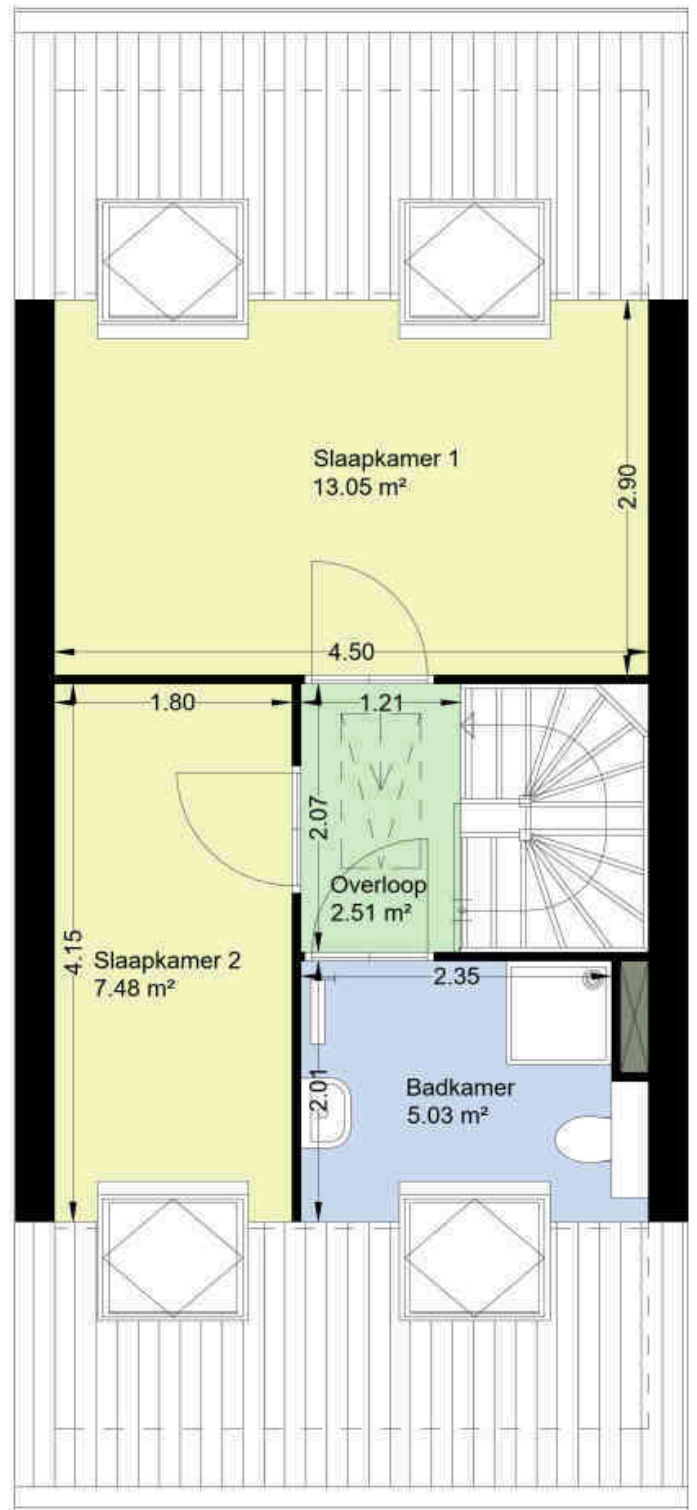 Slaapkamer 1
13.05 m²
2.90
4.50
1.80
1.21
2.07
Overloop
2.51 m²
4.15
Slaapkamer 2
7.48 m²
2.35
2.01
Badkamer
5.03 m²